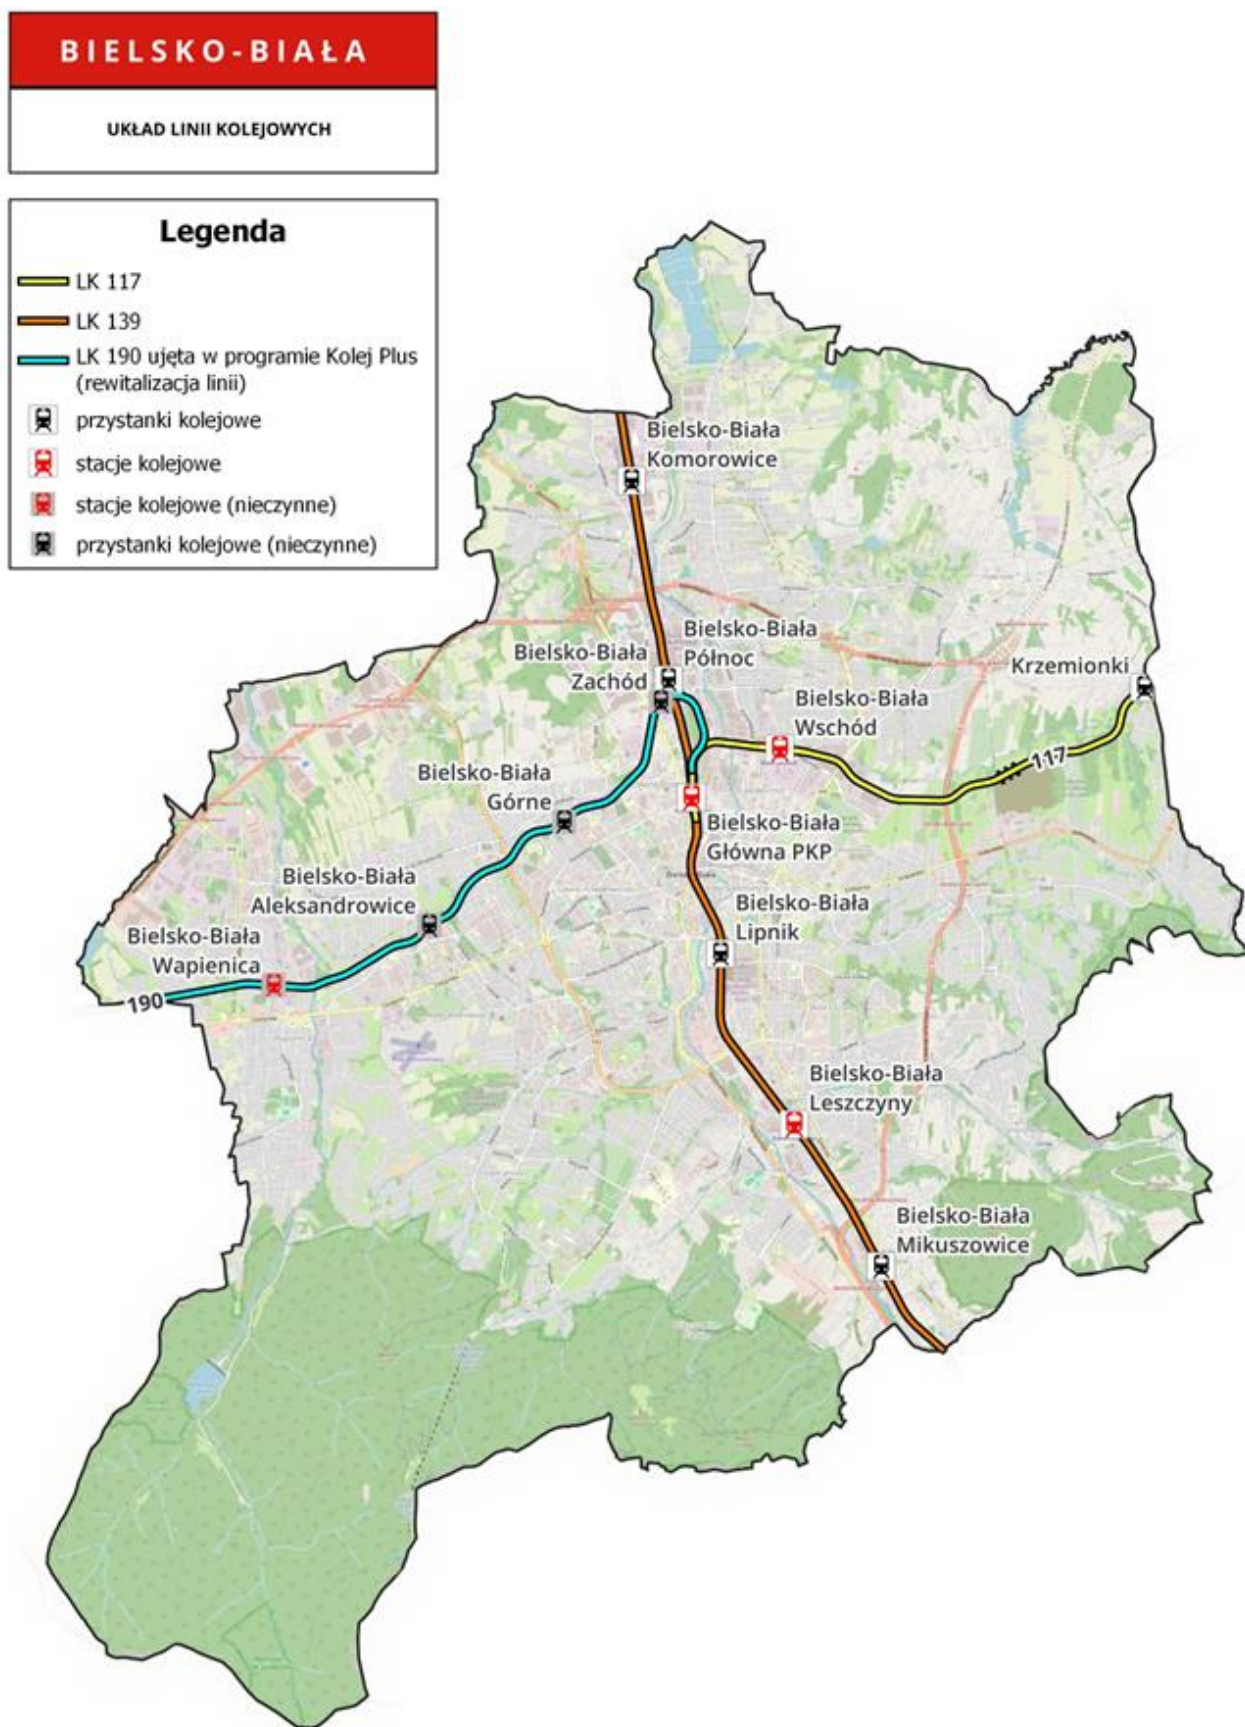 BIELSKO-BIAŁA
UKŁAD LINII KOLEJOWYCH
Legenda
LK 117
LK 139
LK 190 ujęta w programie Kolej Plus
(rewitalizacja linii)
przystanki kolejowe
stacje kolejowe
stacje kolejowe (nieczynne)
przystanki kolejowe (nieczynne)
Bielsko-Biała
Komorowice
Bielsko-Biała
Północ
Bielsko-Biała
Zachód
Krzemionki
Bielsko-Biała
Wschód
117
Bielsko-Biała
Górne
Bielsko-Biała
Główna PKP
Bielsko-Biała
Aleksandrowice
Bielsko-Biała
Lipnik
Bielsko-Biała
Wapienica
190
Bielsko-Biała
Leszczyny
Bielsko-Biała
Mikuszowice